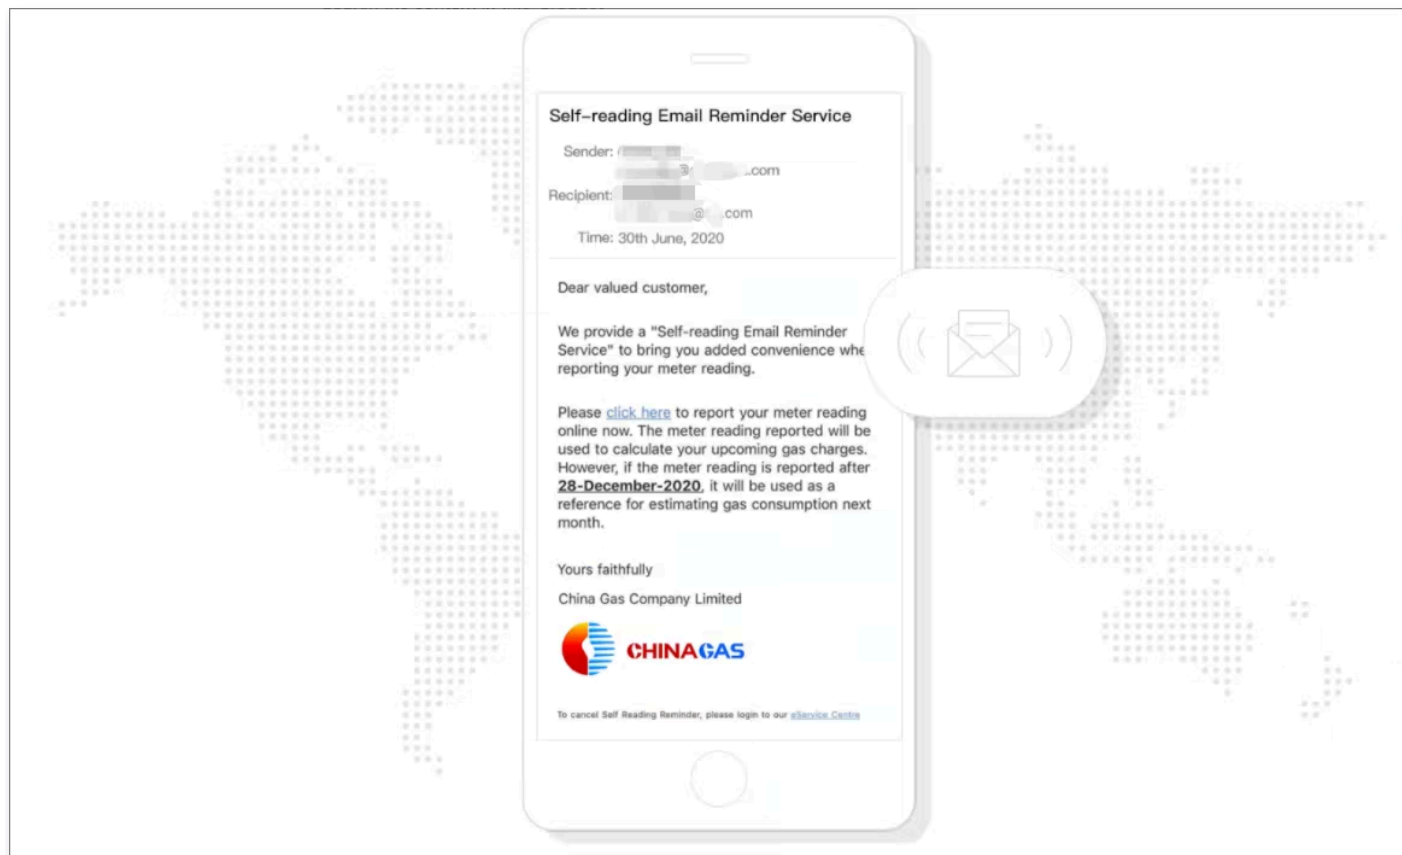 Self-reading Email Reminder Service
Sender:
@ .com
Recipient:
@ .com
Time: 30th June, 2020
Dear valued customer,
We provide a "Self-reading Email Reminder
Service" to bring you added convenience whe
reporting your meter reading.
Please click here to report your meter reading
online now. The meter reading reported will be
used to calculate your upcoming gas charges.
However, if the meter reading is reported after
28-December-2020, it will be used as a
reference for estimating gas consumption next
month.
Yours faithfully
China Gas Company Limited
CHINAGAS
To cancel Self Reading Reminder, please login to our eService Centre